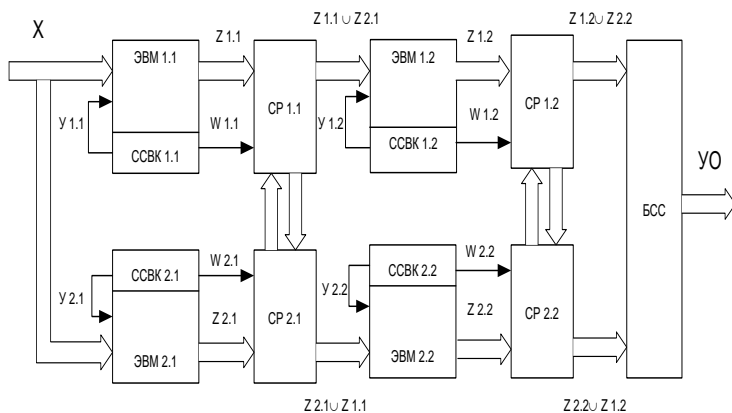 X
Z 1.1
Z 1.1 ∪ Z 2.1
Z 1.2
Z 1.2∪ Z 2.2
ЭВМ 1.1
СР 1.1
ЭВМ 1.2
СР 1.2
У 1.1
W 1.1
У 1.2
W 1.2
ССВК 1.1
ССВК 1.2
УО
БСС
ССВК 2.1
W 2.1
ССВК 2.2
W 2.2
У 2.1
СР 2.1
У 2.2
СР 2.2
Z 2.1
Z 2.2
ЭВМ 2.1
ЭВМ 2.2
Z 2.1∪ Z 1.1
Z 2.2∪ Z 1.2